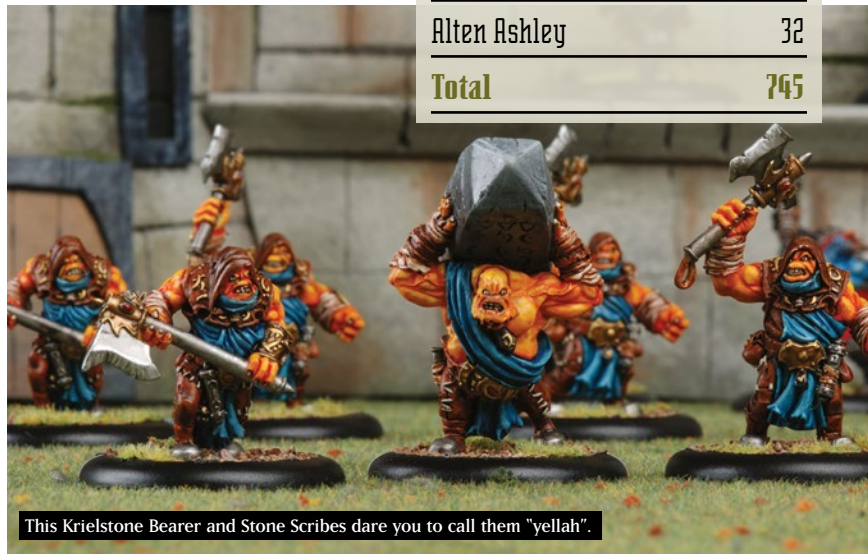 Alten Ashley 32
Total 745
This Krielstone Bearer and Stone Scribes dare you to call them "yellah".